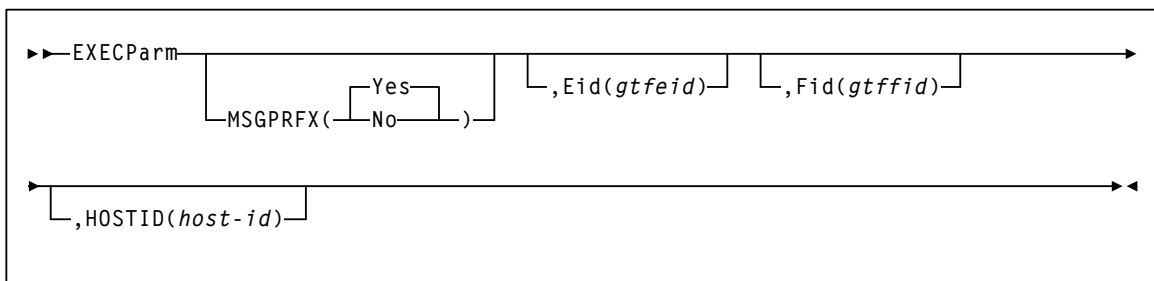 EXECParm
Yes
,Eid(gtfeid) ,Fid(gtffid)
MSGPRFX( No )
,HOSTID(host-id)